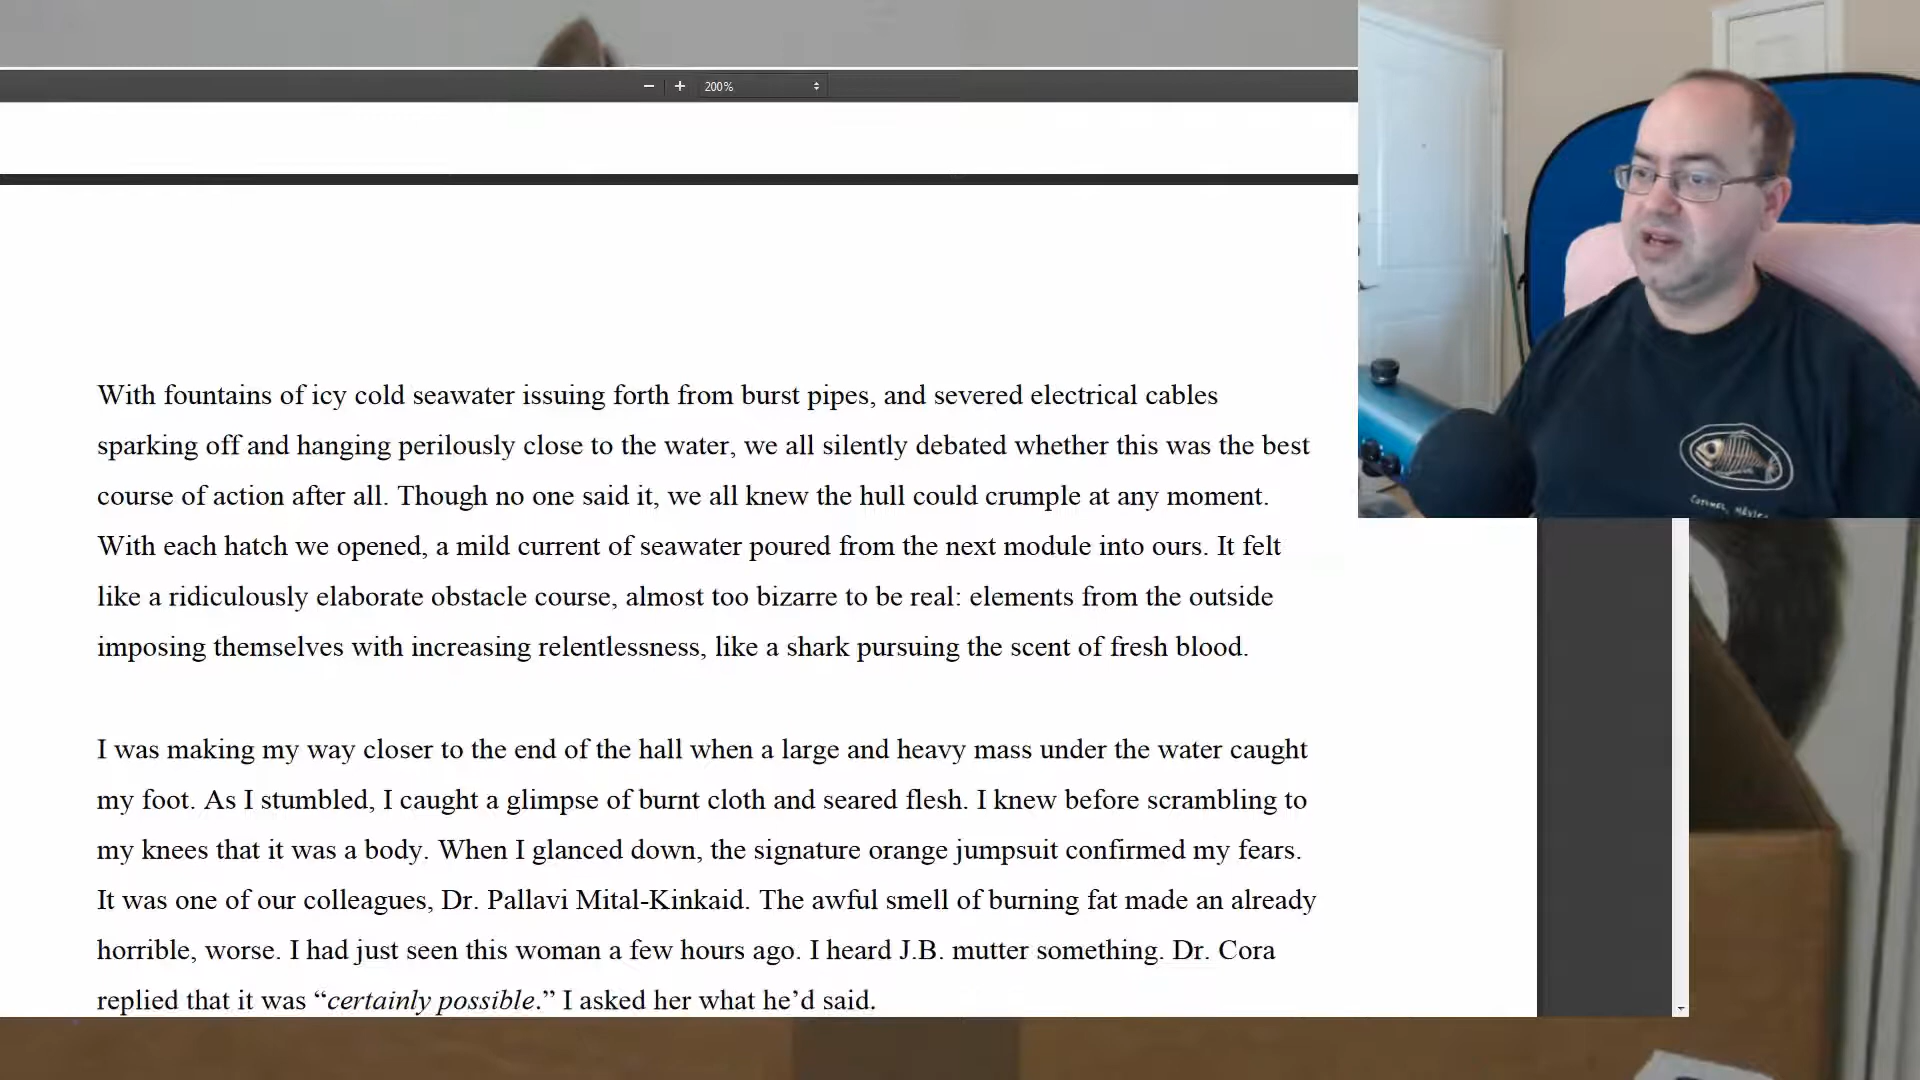 200%
With fountains of icy cold seawater issuing forth from burst pipes, and severed electrical cables
sparking off and hanging perilously close to the water, we all silently debated whether this was the best
course of action after all. Though no one said it, we all knew the hull could crumple at any moment.
With each hatch we opened, a mild current of seawater poured from the next module into ours. It felt
like a ridiculously elaborate obstacle course, almost too bizarre to be real: elements from the outside
imposing themselves with increasing relentlessness, like a shark pursuing the scent of fresh blood.
I was making my way closer to the end of the hall when a large and heavy mass under the water caught
my foot. As I stumbled, I caught a glimpse of burnt cloth and seared flesh. I knew before scrambling to
my knees that it was a body. When I glanced down, the signature orange jumpsuit confirmed my fears.
It was one of our colleagues, Dr. Pallavi Mital-Kinkaid. The awful smell of burning fat made an already
horrible, worse. I had just seen this woman a few hours ago. I heard J.B. mutter something. Dr. Cora
replied that it was “certainly possible.” I asked her what he’d said.